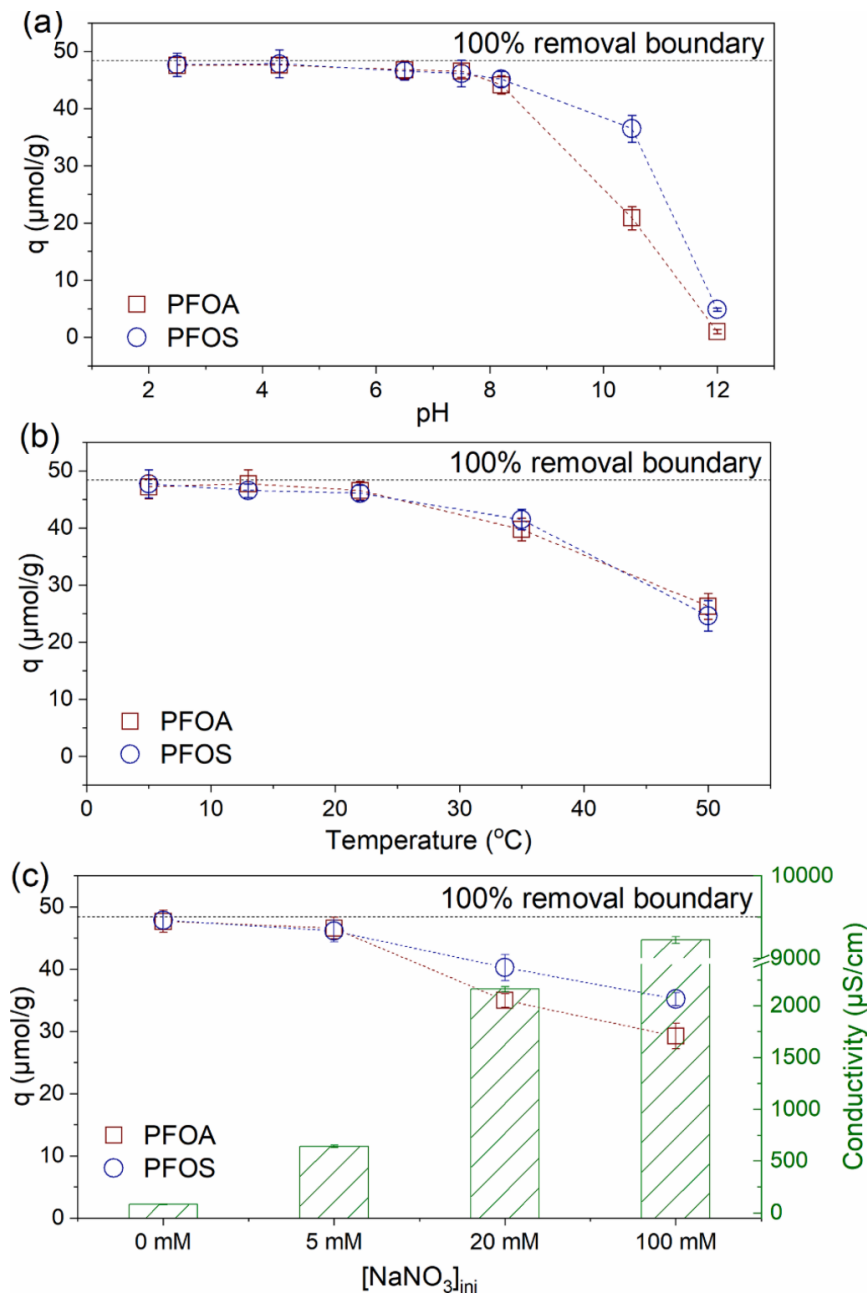 (a)
100% removal boundary
50
40
30
20
10
0
q (µmol/g)
PFOA
PFOS
2
4
6
8
10
12
pH
(b)
100% removal boundary
50
40
30
20
10
0
q (µmol/g)
PFOA
PFOS
0
10
20
30
40
50
Temperature (°C)
(c)
100% removal boundary
50
40
30
20
10
0
q (µmol/g)
PFOA
PFOS
10000
9000
2000
1500
1000
500
0
Conductivity (µS/cm)
0 mM
5 mM
20 mM
100 mM
[NaNO3]ini